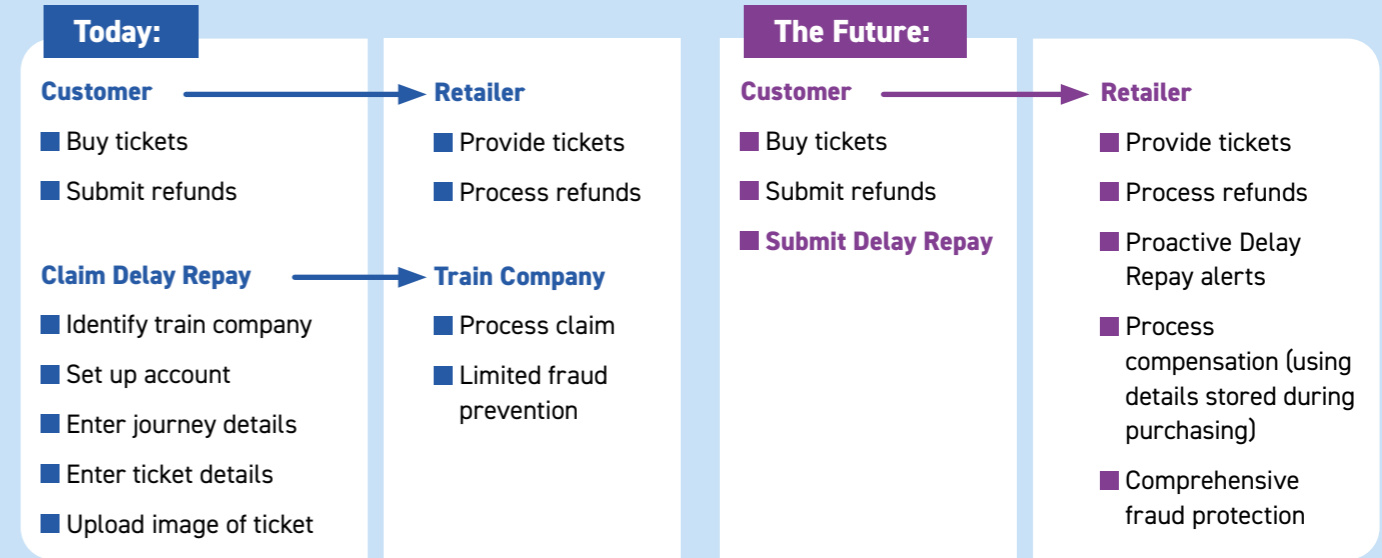 Today:
Customer
Buy tickets
Submit refunds
Claim Delay Repay
Identify train company
Set up account
Enter journey details
Enter ticket details
Upload image of ticket
Retailer
Provide tickets
Process refunds
Train Company
Process claim
Limited fraud
prevention
The Future:
Customer
Buy tickets
Submit refunds
Submit Delay Repay
Retailer
Provide tickets
Process refunds
Proactive Delay
Repay alerts
Process
compensation (using
details stored during
purchasing)
Comprehensive
fraud protection